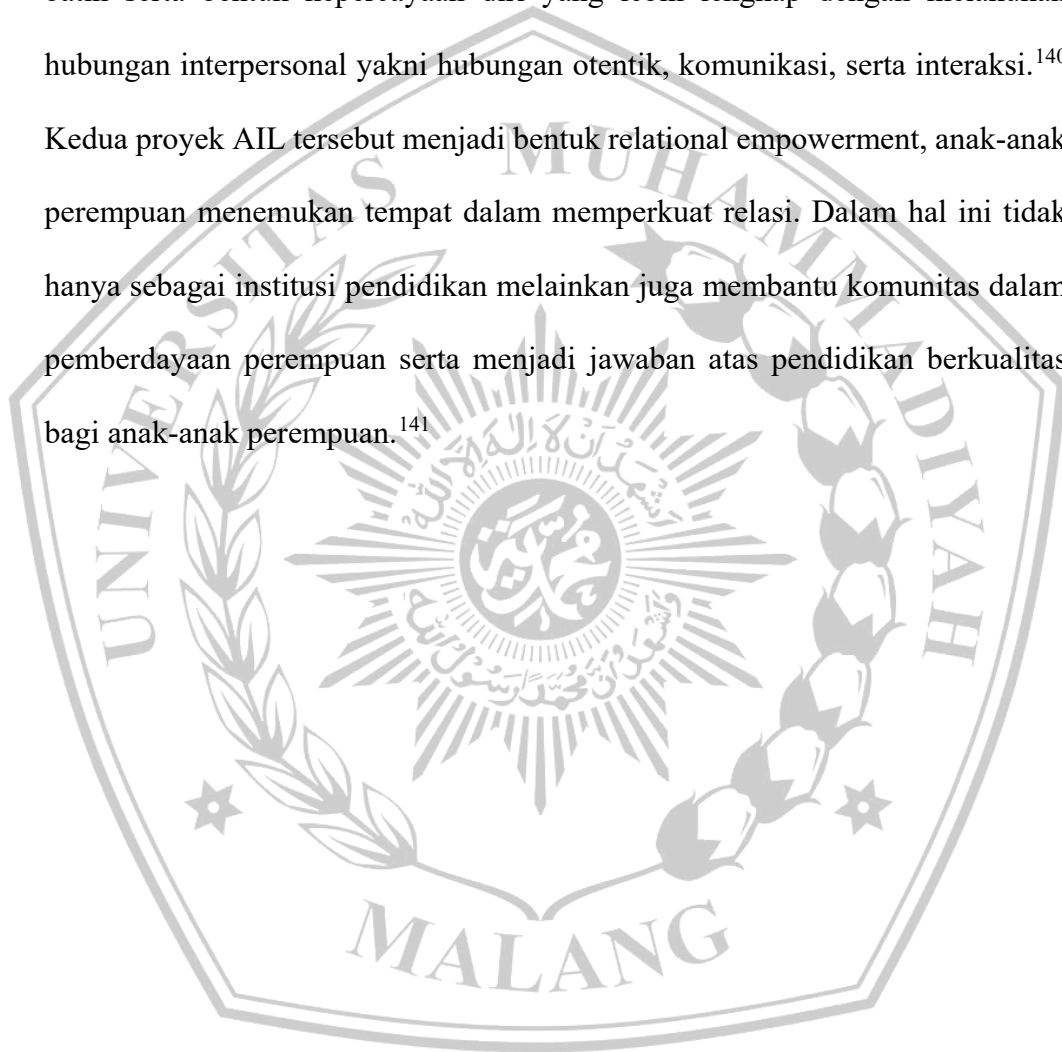 hubungan interpersonal yakni hubungan otentik, komunikasi, serta interaksi.140
Kedua proyek AIL tersebut menjadi bentuk relational empowerment, anak-anak
perempuan menemukan tempat dalam memperkuat relasi. Dalam hal ini tidak
hanya sebagai institusi pendidikan melainkan juga membantu komunitas dalam
pemberdayaan perempuan serta menjadi jawaban atas pendidikan berkualitas
bagi anak-anak perempuan.141
UNIVERSITAS MUHAMMADIYAH
MALANG